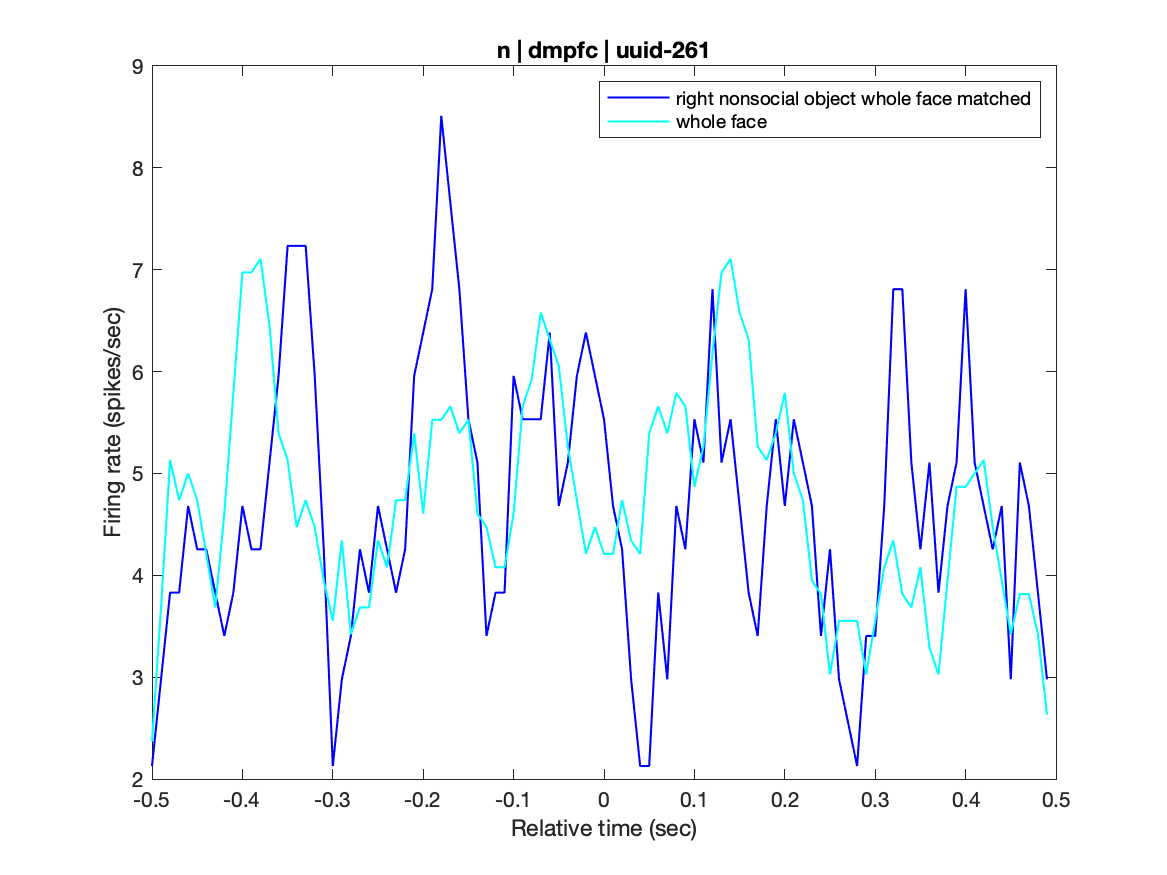 n | dmpfc | uuid-261
9
8
7
6
5
4
3
2
Firing rate (spikes/sec)
right nonsocial object whole face matched
whole face
-0.5 -0.4 -0.3 -0.2 -0.1 0 0.1 0.2 0.3 0.4 0.5
Relative time (sec)